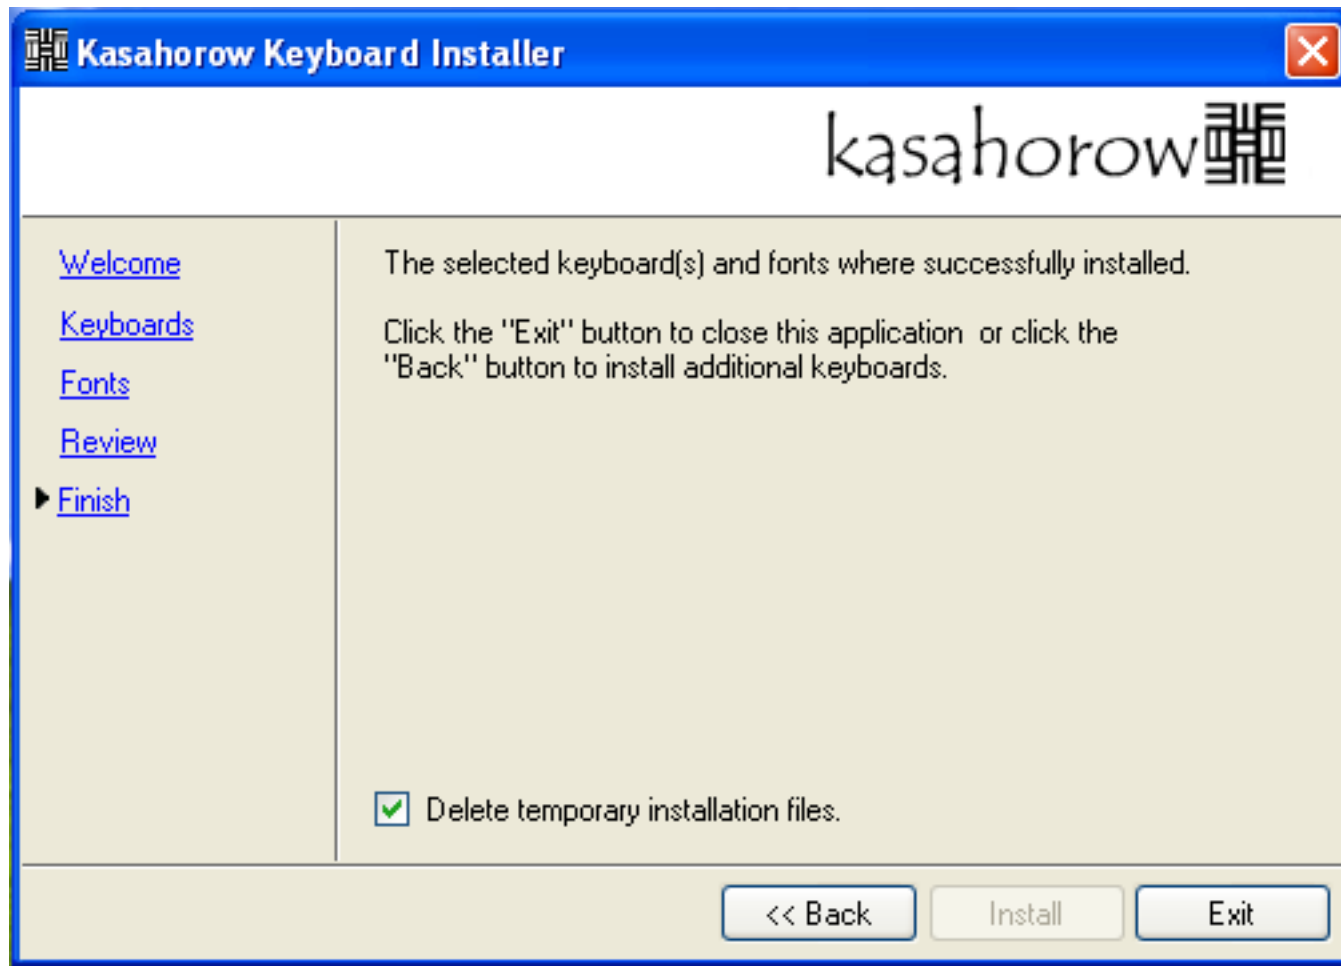 Kasahorow Keyboard Installer
kasahorow
Welcome
Keyboards
Fonts
Review
Finish
The selected keyboard(s) and fonts where successfully installed.
Click the "Exit" button to close this application  or click the
"Back" button to install additional keyboards.
Delete temporary installation files.
<< Back
Install
Exit